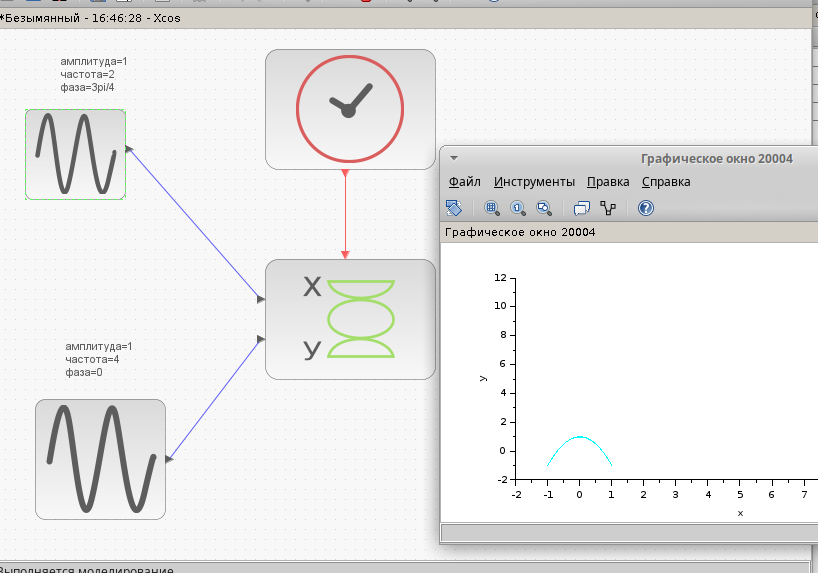 *Безымянный - 16:46:28 - Xcos
амплитуда=1
частота=2
фаза=3pi/4
X
У
амплитуда=1
частота=4
фаза=0
Графическое окно 20004
Файл Инструменты Правка Справка
Графическое окно 20004
12
10
8
6
4
2
0
-2
y
-2 -1 0 1 2 3 4 5 6 7
x
Выполняется моделирование